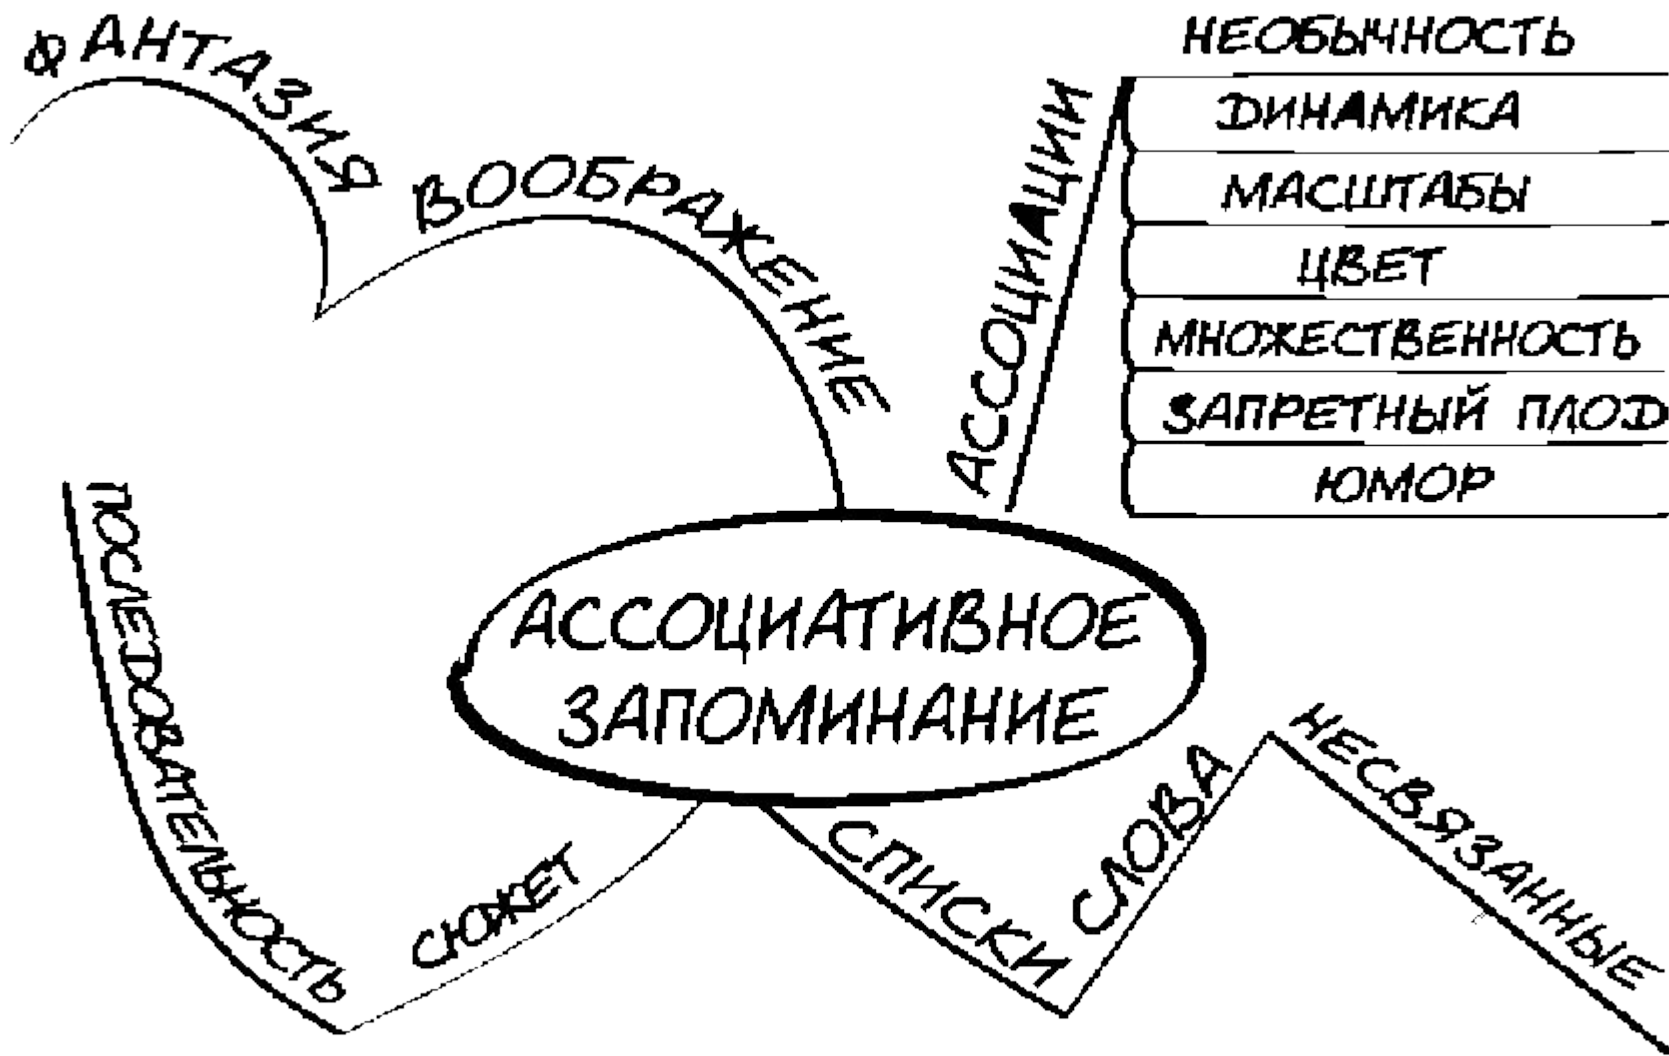 ФАНТАЗИЯ
ВООБРАЖЕНИЕ
АССОЦИАЦИИ
НЕОБЫЧНОСТЬ
ДИНАМИКА
МАСШТАБЫ
ЦВЕТ
МНОЖЕСТВЕННОСТЬ
ЗАПРЕТНЫЙ ПЛОД
ЮМОР
АССОЦИАТИВНОЕ
ЗАПОМИНАНИЕ
ПОСЛЕДОВАТЕЛЬНОСТЬ
СЮЖЕТ
СПИСКИ
СЛОВА
НЕСВЯЗАННЫЕ